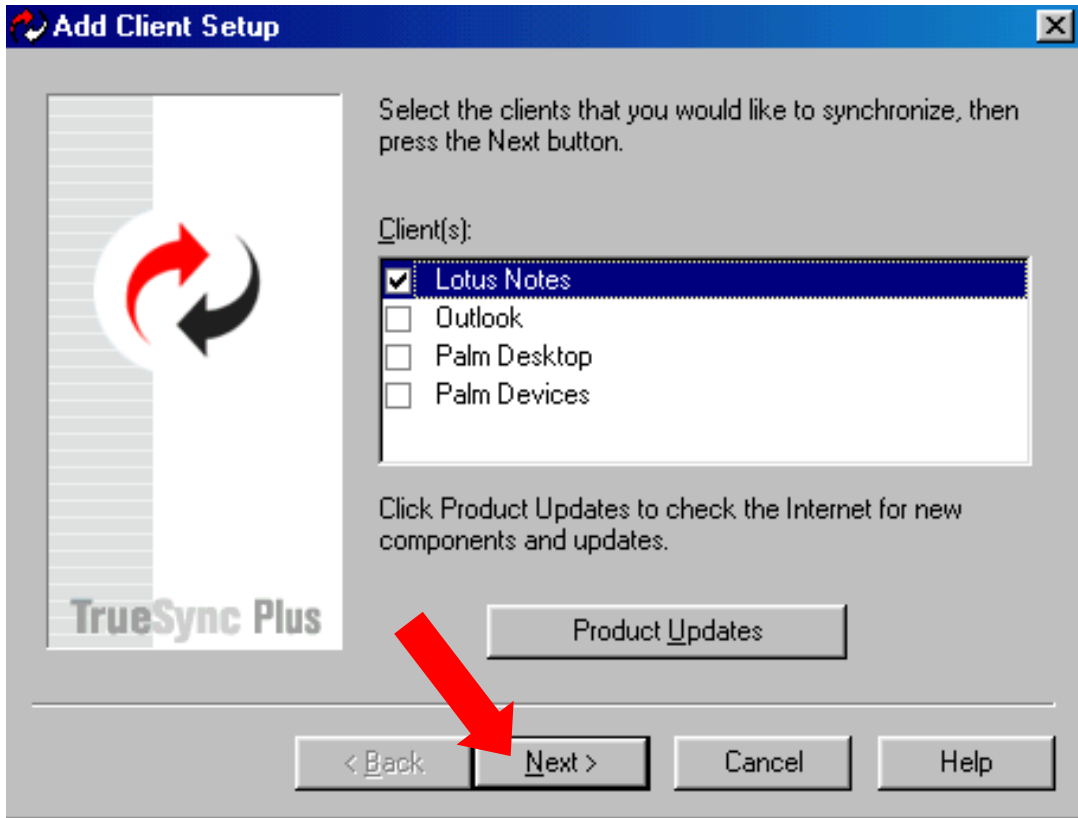 Add Client Setup
Select the clients that you would like to synchronize, then
press the Next button.
Client(s):
Lotus Notes
Outlook
Palm Desktop
Palm Devices
Click Product Updates to check the Internet for new
components and updates.
TrueSync Plus
Product Updates
< Back
Next >
Cancel
Help